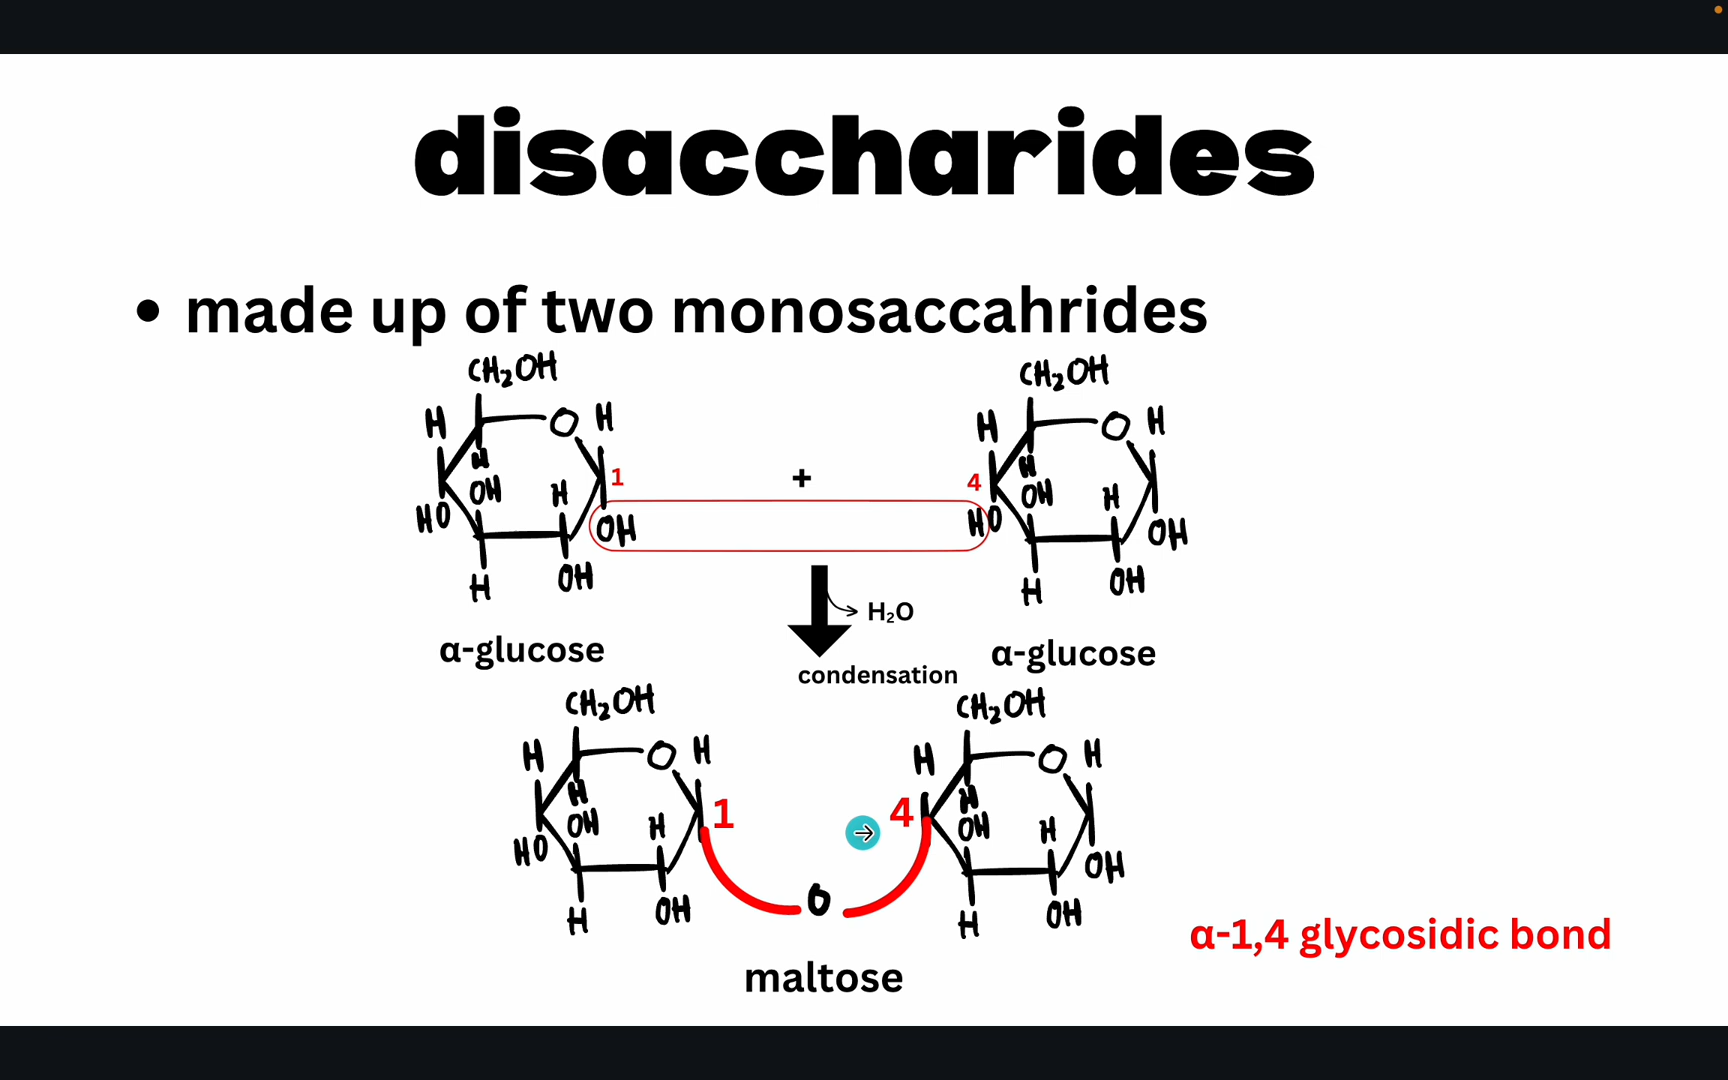 disaccharides
• made up of two monosaccahrides
CH₂OH CH₂OH
H O H H O H
H H
1 + 4
OH H OH H
HO OH HO OH
H OH H OH
H₂O
α-glucose α-glucose
condensation
CH₂OH CH₂OH
H O H H O H
H H
1 4
OH H OH H
HO OH
H OH O H OH
α-1,4 glycosidic bond
maltose